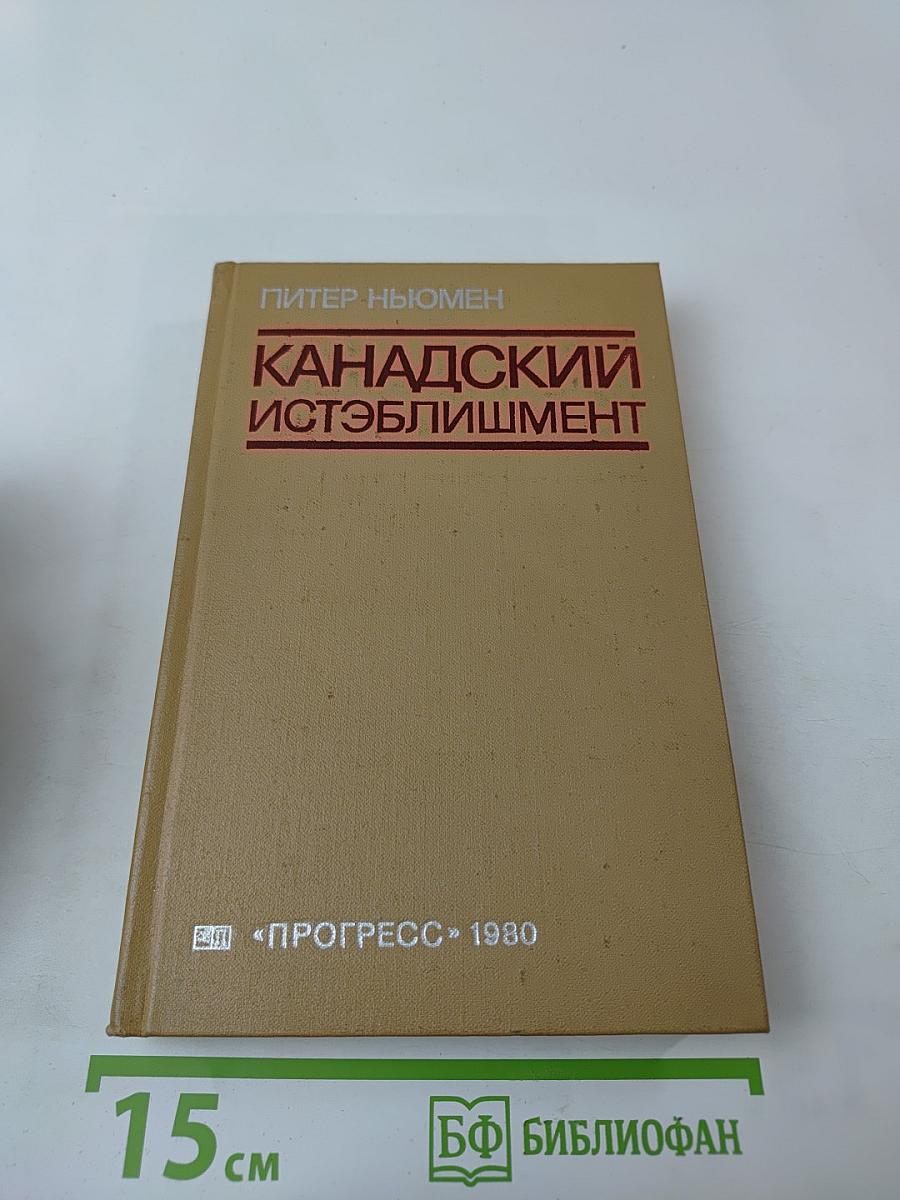 ПИТЕР НЬЮМЕН
КАНАДСКИЙ
ИСТЭБЛИШМЕНТ
«ПРОГРЕСС» 1980
15 см
БФ БИБЛИОФАН